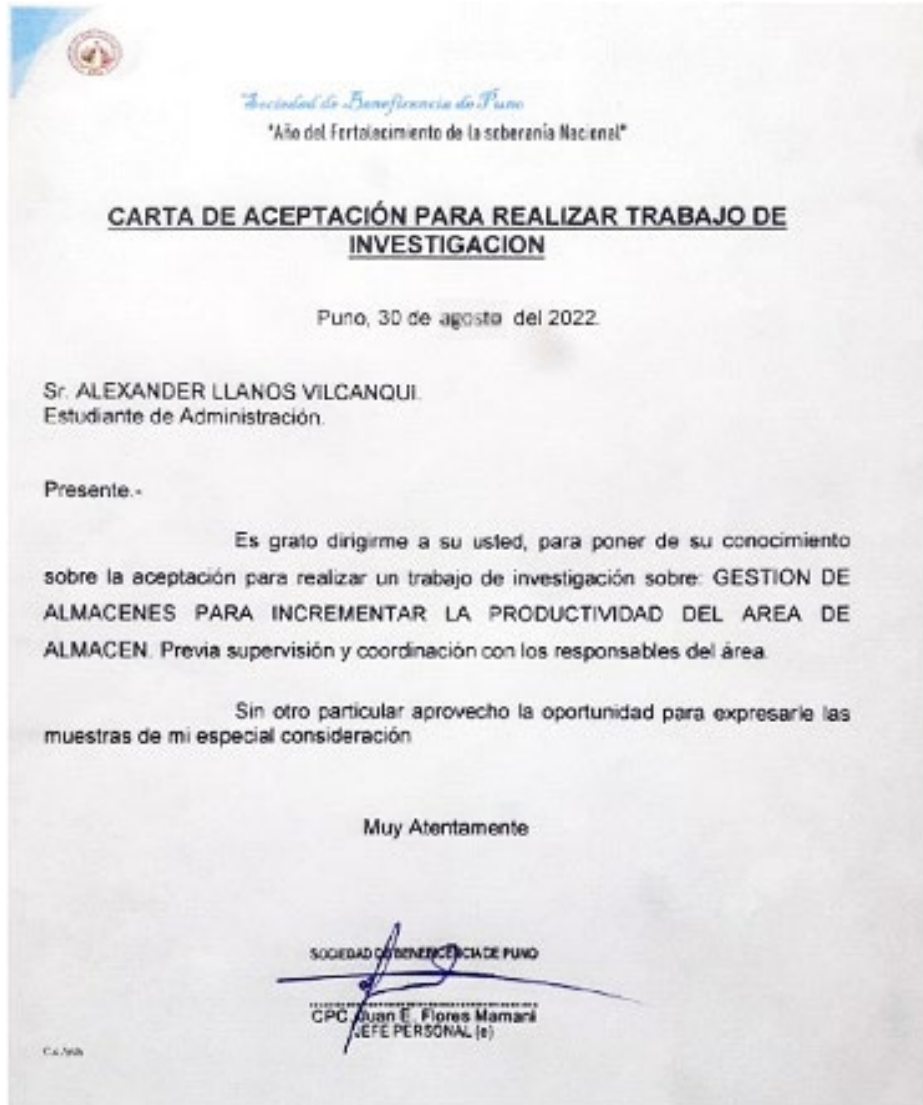 Sociedad de Beneficencia de Puno
"Año del Fortalecimiento de la soberanía Nacional"
CARTA DE ACEPTACIÓN PARA REALIZAR TRABAJO DE
INVESTIGACION
Puno, 30 de agosto del 2022.
Sr. ALEXANDER LLANOS VILCANQUI.
Estudiante de Administración.
Presente.-
Es grato dirigirme a su usted, para poner de su conocimiento
sobre la aceptación para realizar un trabajo de investigación sobre: GESTION DE
ALMACENES PARA INCREMENTAR LA PRODUCTIVIDAD DEL AREA DE
ALMACEN. Previa supervisión y coordinación con los responsables del área.
Sin otro particular aprovecho la oportunidad para expresarle las
muestras de mi especial consideración
Muy Atentamente
SOCIEDAD DE BENEFICENCIA DE PUNO
CPC. Juan E. Flores Mamani
JEFE PERSONAL (e)